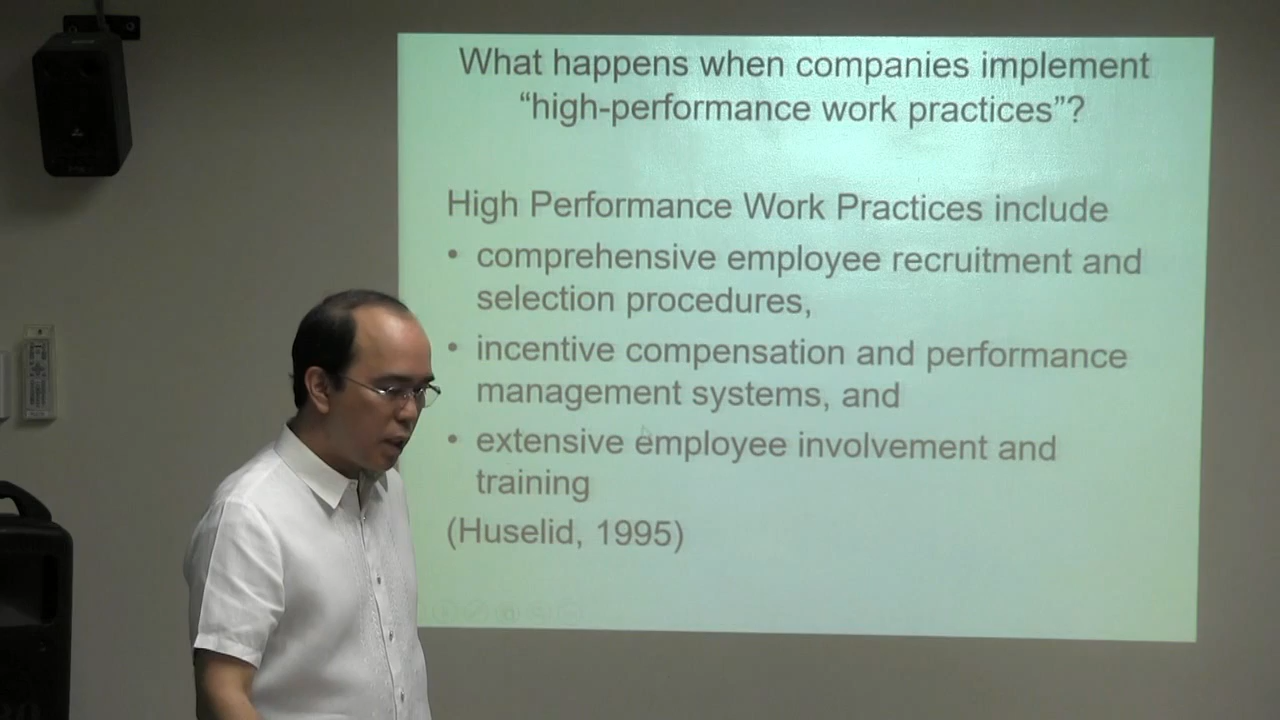 What happens when companies implement
“high-performance work practices”?
High Performance Work Practices include
• comprehensive employee recruitment and
selection procedures,
• incentive compensation and performance
management systems, and
• extensive employee involvement and
training
(Huselid, 1995)